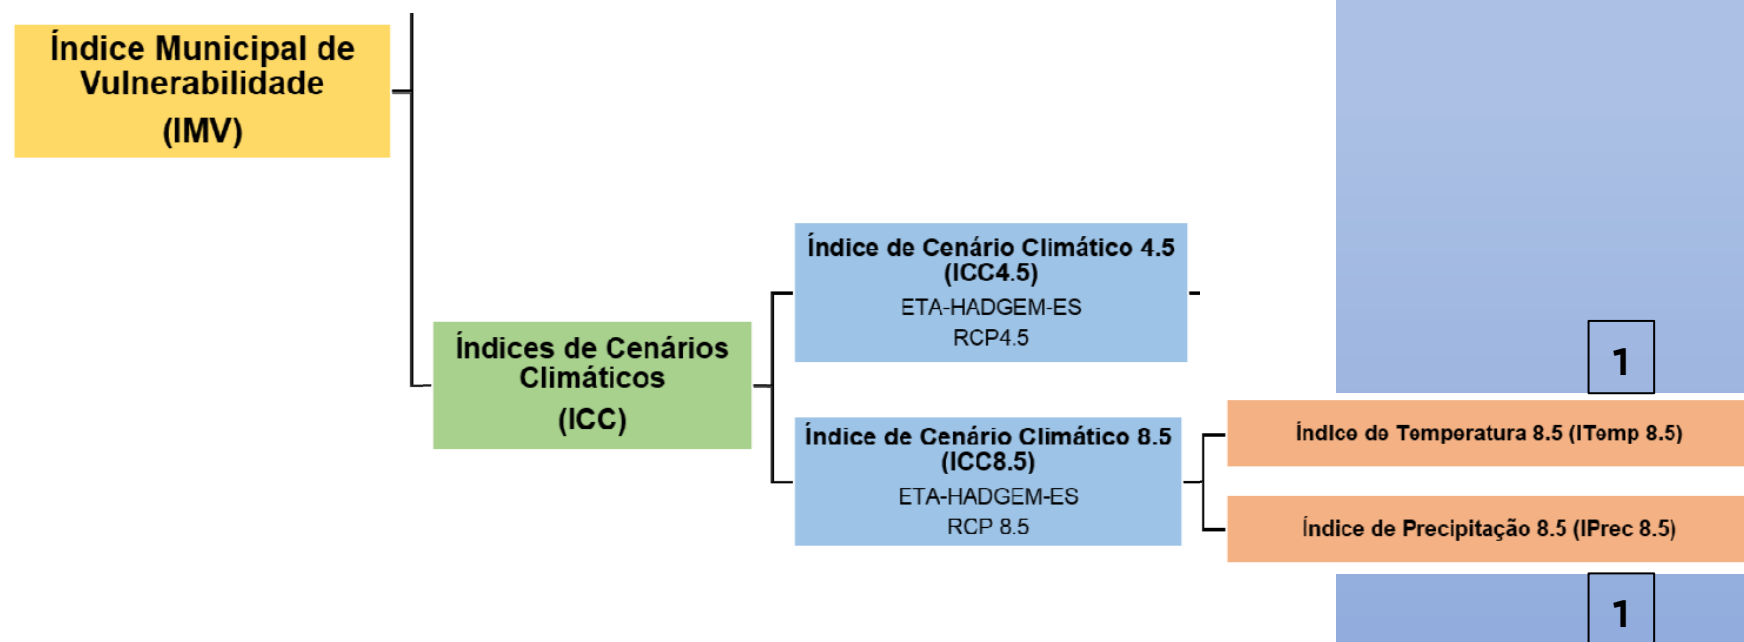 Índice Municipal de
Vulnerabilidade
(IMV)
Índices de Cenários
Climáticos
(ICC)
Índice de Cenário Climático 4.5
(ICC4.5)
ETA-HADGEM-ES
RCP4.5
Índice de Cenário Climático 8.5
(ICC8.5)
ETA-HADGEM-ES
RCP 8.5
1
Índice de Temperatura 8.5 (ITemp 8.5)
Índice de Precipitação 8.5 (IPrec 8.5)
1